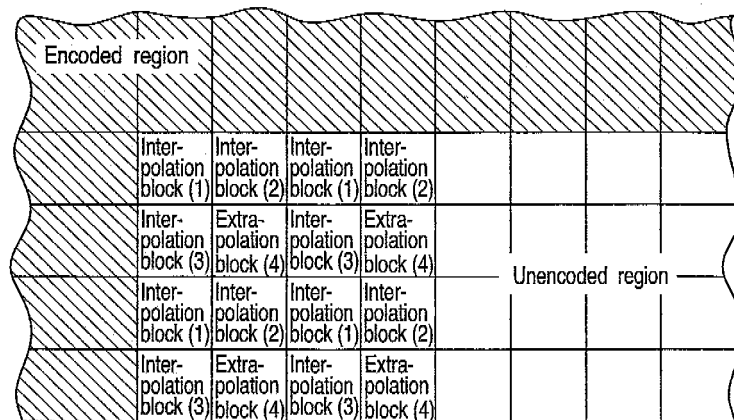 Encoded region
Inter- Inter- Inter- Inter-
polation polation polation polation
block (1) block (2) block (1) block (2)
Inter- Extra- Inter- Extra-
polation polation polation polation
block (3) block (4) block (3) block (4)
Unencoded region
Inter- Inter- Inter- Inter-
polation polation polation polation
block (1) block (2) block (1) block (2)
Inter- Extra- Inter- Extra-
polation polation polation polation
block (3) block (4) block (3) block (4)